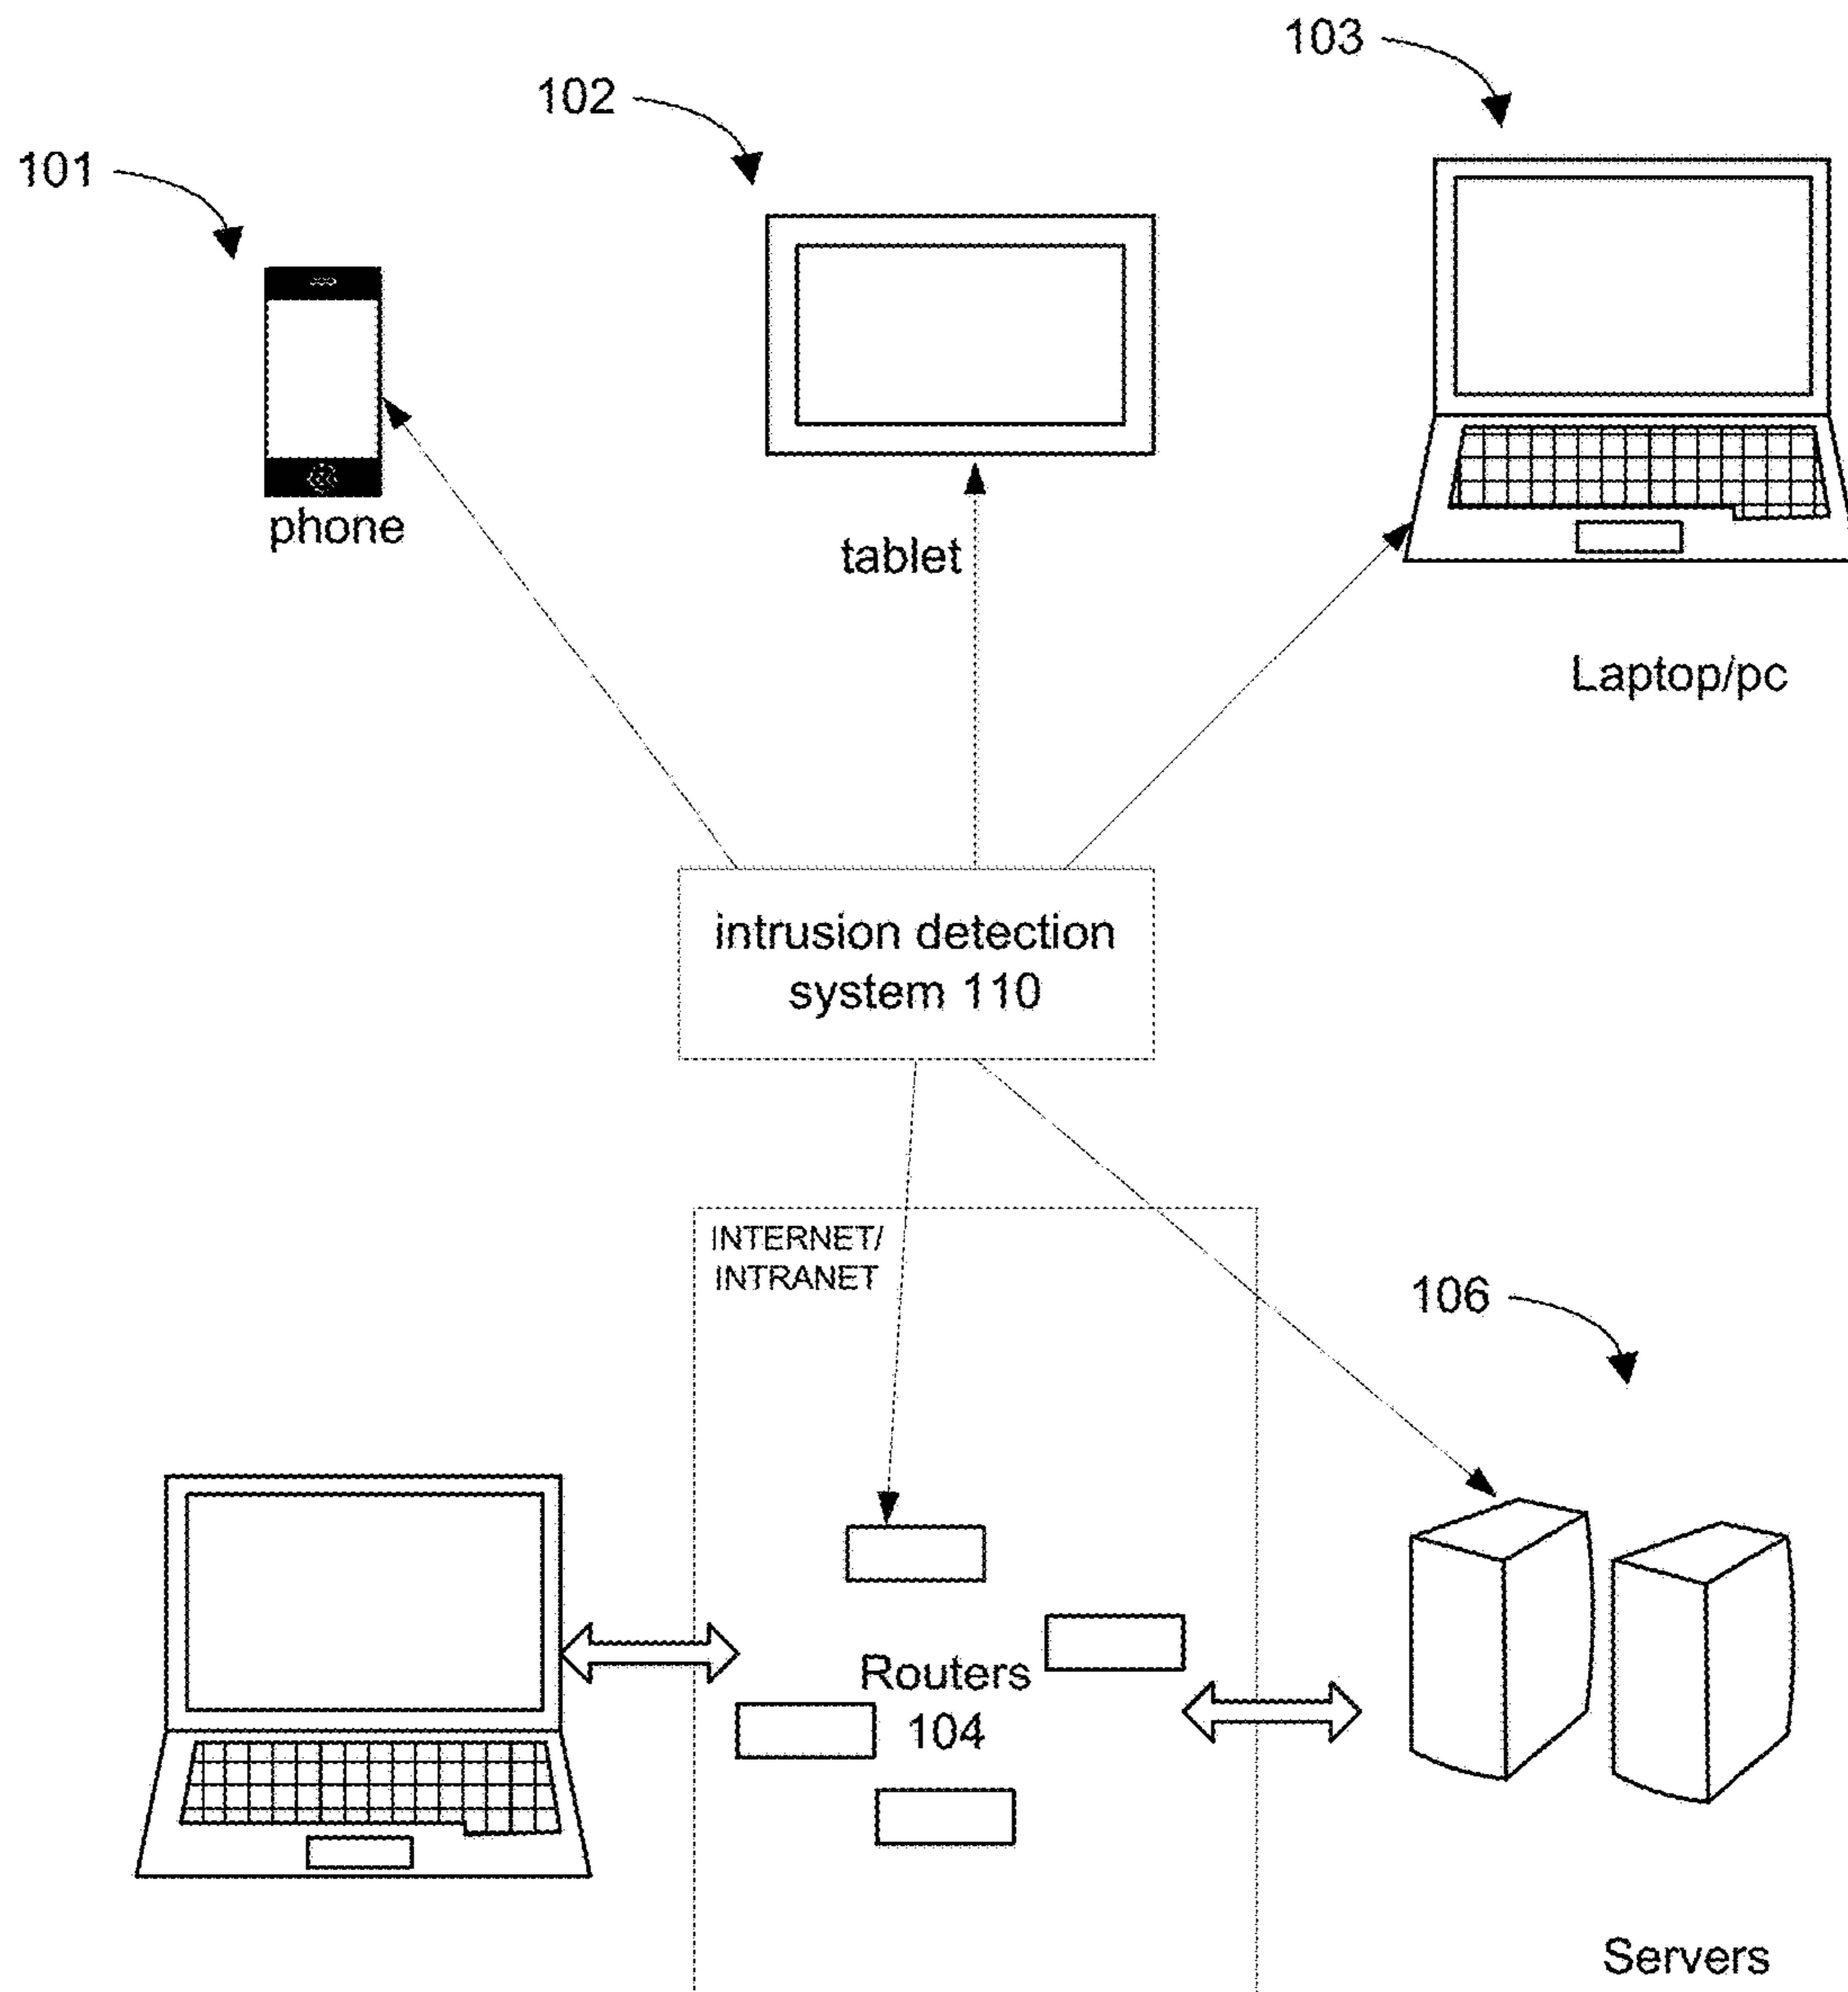 103
102
101
phone
tablet
Laptop/pc
intrusion detection
system 110
INTERNET/
INTRANET
106
Routers
104
Servers